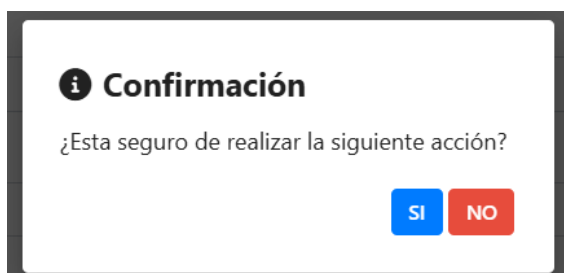 Confirmación
¿Esta seguro de realizar la siguiente acción?
SI NO